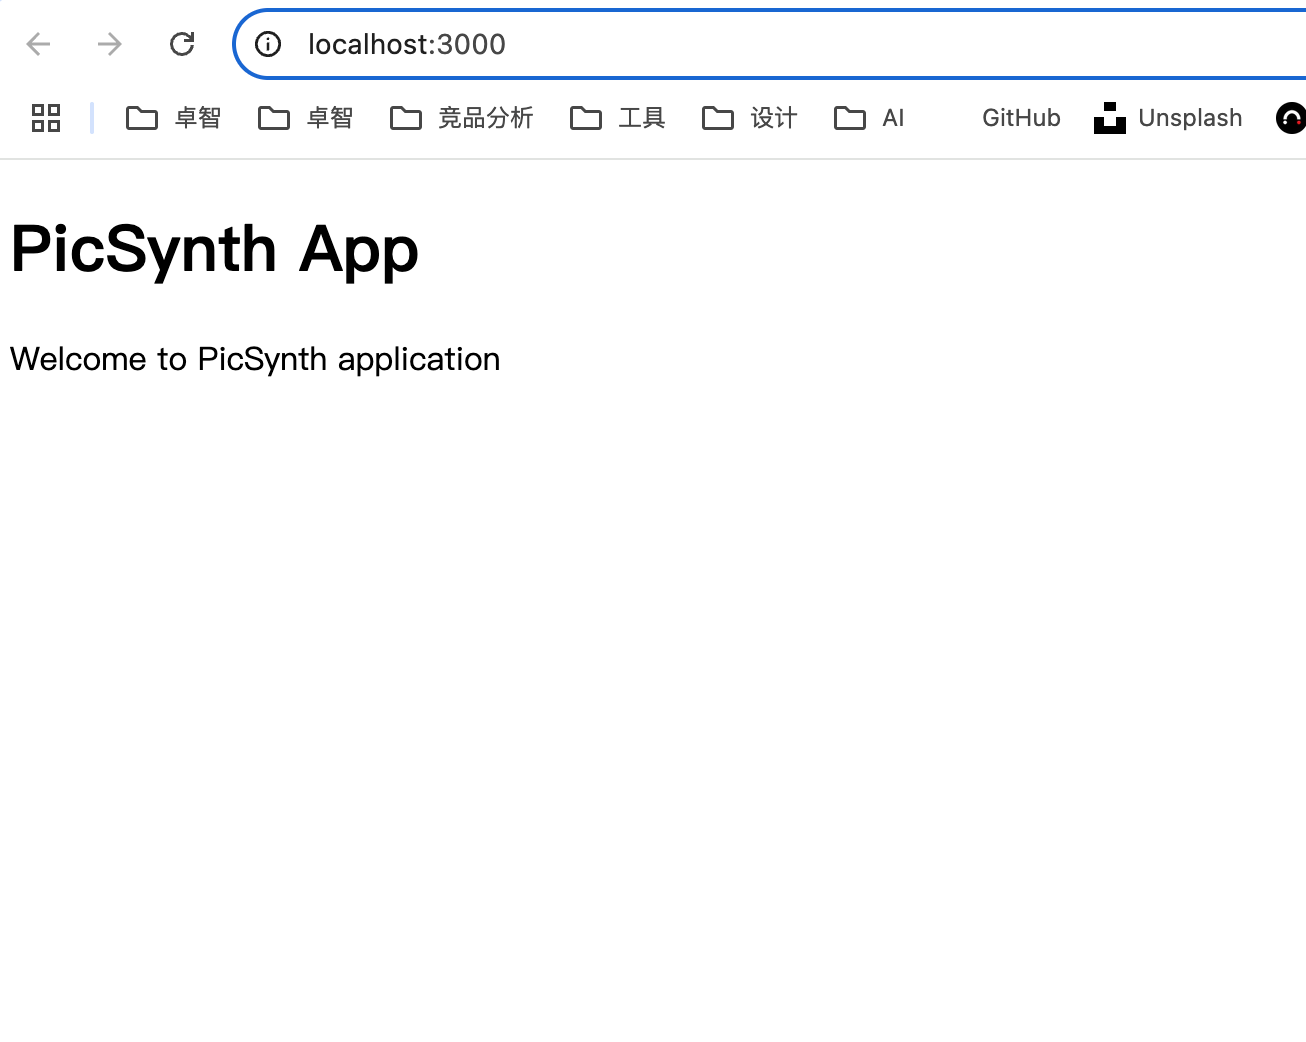 localhost:3000
卓智 卓智 竞品分析 工具 设计 AI GitHub Unsplash
PicSynth App
Welcome to PicSynth application